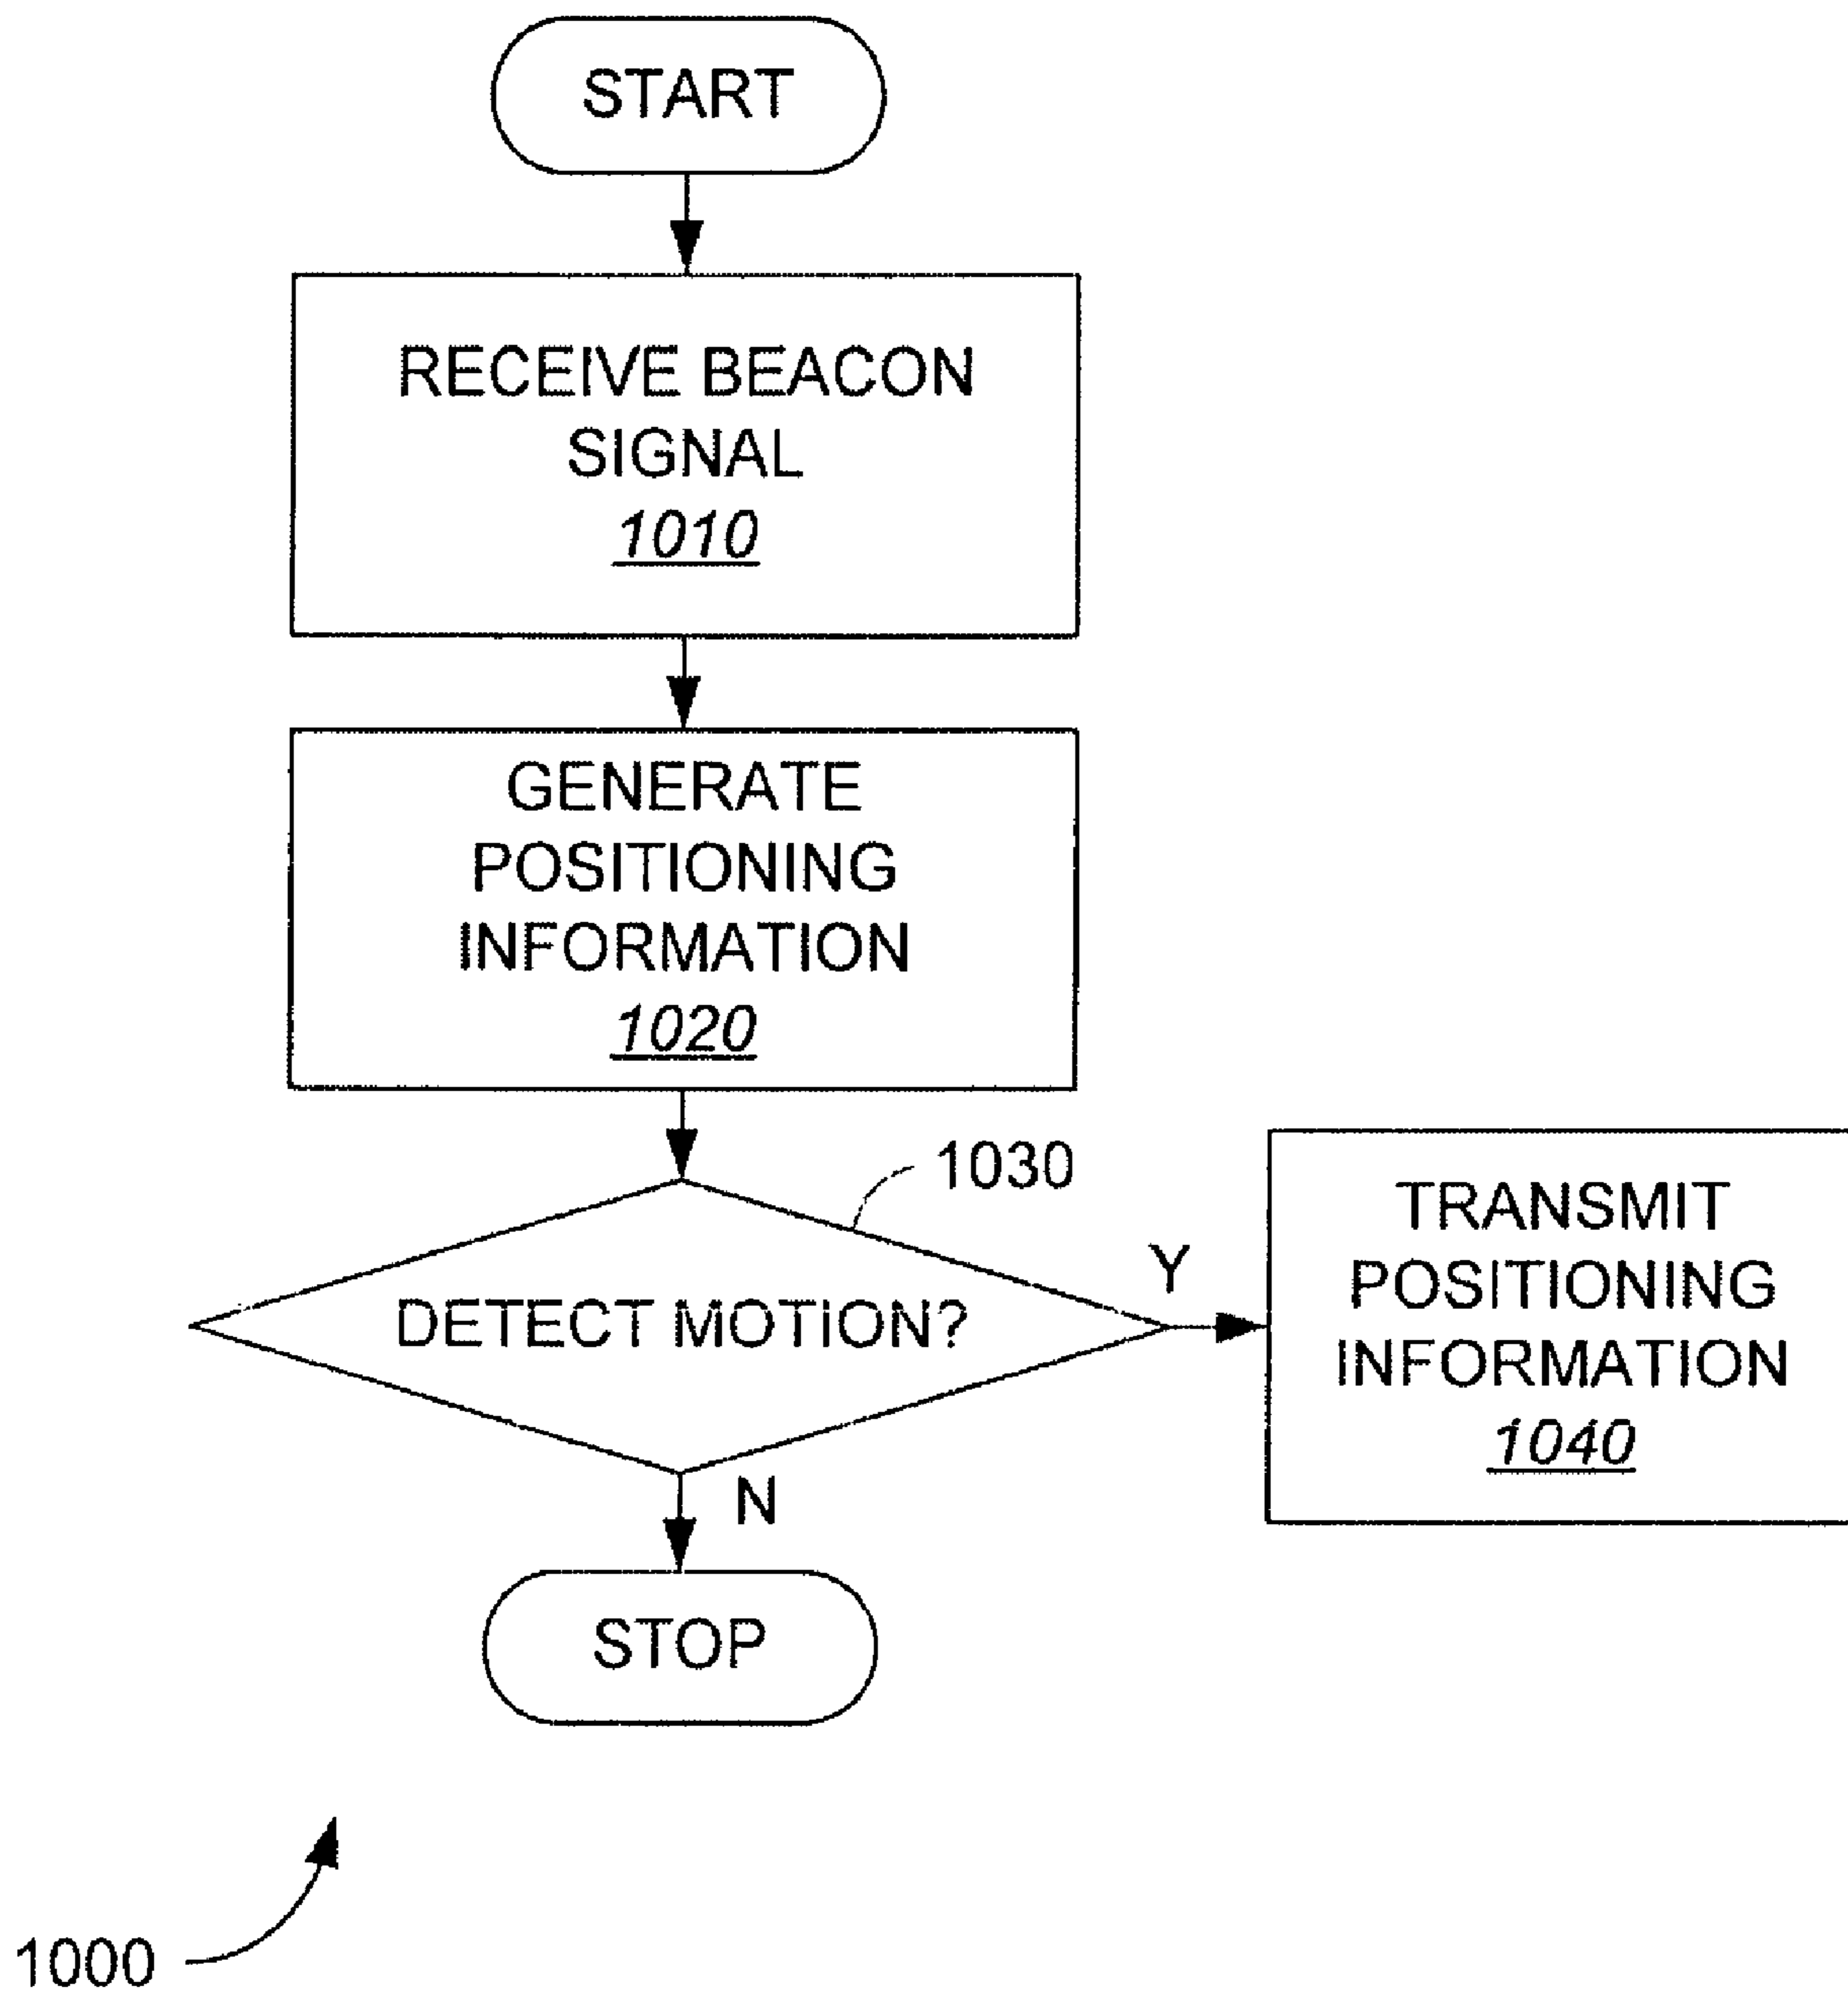 START
RECEIVE BEACON
SIGNAL
1010
GENERATE
POSITIONING
INFORMATION
1020
1030
DETECT MOTION?
Y
TRANSMIT
POSITIONING
INFORMATION
1040
N
STOP
1000